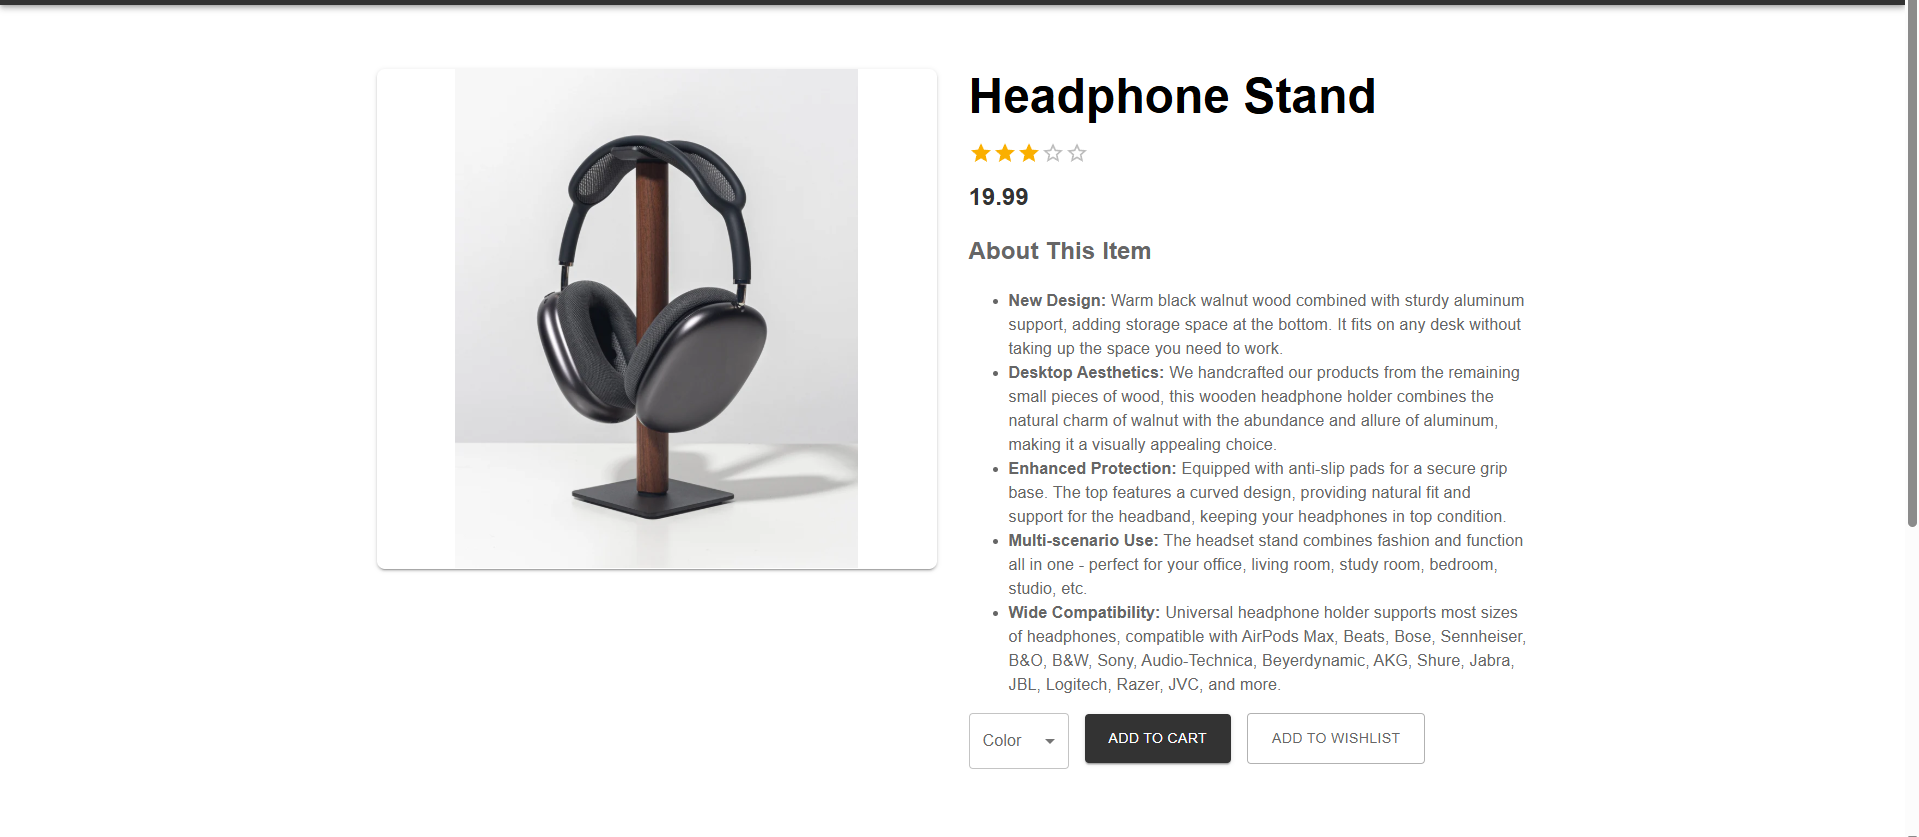 Headphone Stand
19.99
About This Item
New Design: Warm black walnut wood combined with sturdy aluminum
support, adding storage space at the bottom. It fits on any desk without
taking up the space you need to work.
Desktop Aesthetics: We handcrafted our products from the remaining
small pieces of wood, this wooden headphone holder combines the
natural charm of walnut with the abundance and allure of aluminum,
making it a visually appealing choice.
Enhanced Protection: Equipped with anti-slip pads for a secure grip
base. The top features a curved design, providing natural fit and
support for the headband, keeping your headphones in top condition.
Multi-scenario Use: The headset stand combines fashion and function
all in one - perfect for your office, living room, study room, bedroom,
studio, etc.
Wide Compatibility: Universal headphone holder supports most sizes
of headphones, compatible with AirPods Max, Beats, Bose, Sennheiser,
B&O, B&W, Sony, Audio-Technica, Beyerdynamic, AKG, Shure, Jabra,
JBL, Logitech, Razer, JVC, and more.
Color
ADD TO CART
ADD TO WISHLIST